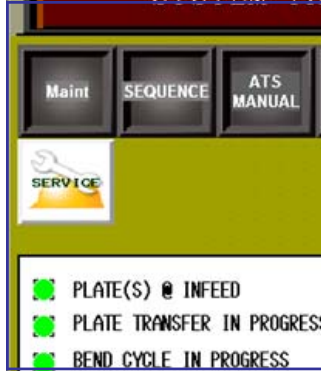 Maint
SEQUENCE
ATS
MANUAL
SERVICE
PLATE(S) @ INFEED
PLATE TRANSFER IN PROGRESS
BEND CYCLE IN PROGRESS